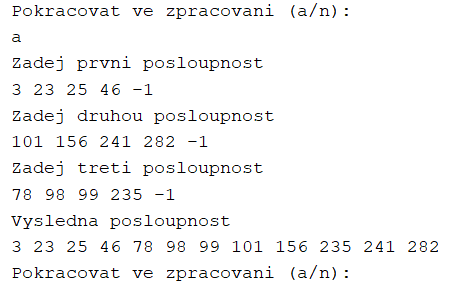 Pokracovat ve zpracovani (a/n):
a
Zadej prvni posloupnost
3 23 25 46 -1
Zadej druhou posloupnost
101 156 241 282 -1
Zadej treti posloupnost
78 98 99 235 -1
Vysledna posloupnost
3 23 25 46 78 98 99 101 156 235 241 282
Pokracovat ve zpracovani (a/n):